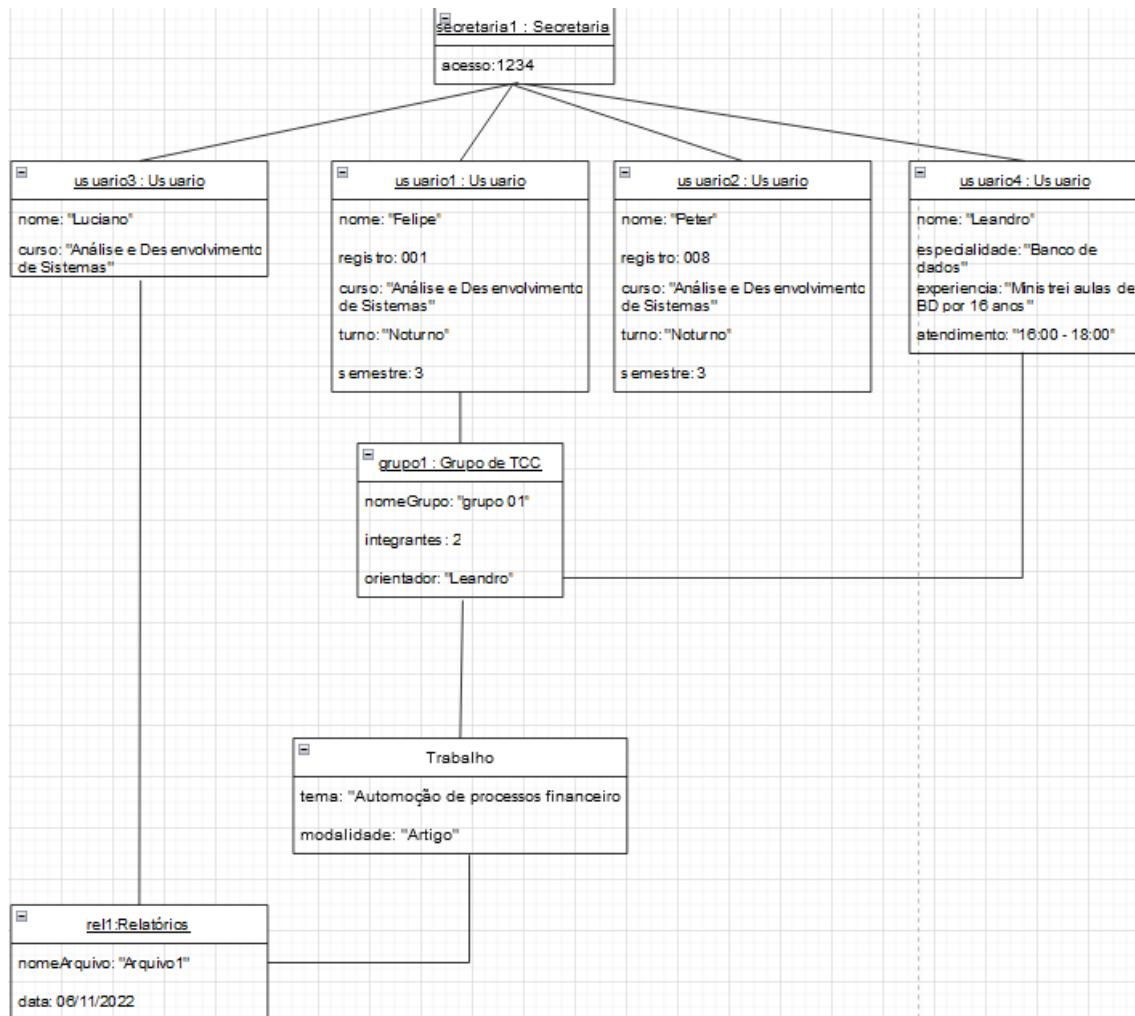 secretaria1 : Secretaria
acesso:1234
usuario3 : Usuario
nome: "Luciano"
curso: "Análise e Desenvolvimento
de Sistemas"
usuario1 : Usuario
nome: "Felipe"
registro: 001
curso: "Análise e Desenvolvimento
de Sistemas"
turno: "Noturno"
semestre: 3
usuario2 : Usuario
nome: "Peter"
registro: 008
curso: "Análise e Desenvolvimento
de Sistemas"
turno: "Noturno"
semestre: 3
usuario4 : Usuario
nome: "Leandro"
especialidade: "Banco de
dados"
experiencia: "Ministrei aulas de
BD por 16 anos"
atendimento: "16:00 - 18:00"
grupo1 : Grupo de TCC
nomeGrupo: "grupo 01"
integrantes : 2
orientador: "Leandro"
Trabalho
tema: "Automoção de processos financeiro
modalidade: "Artigo"
rel1:Relatórios
nomeArquivo: "Arquivo1"
data: 06/11/2022